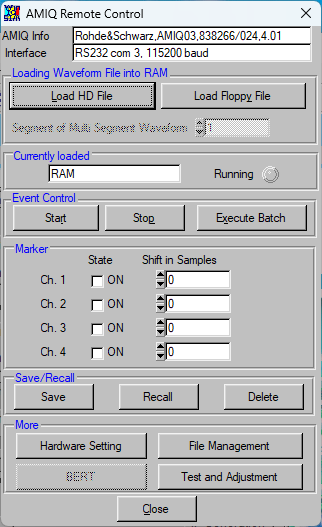 AMIQ Remote Control
AMIQ Info Rohde&Schwarz,AMIQ03,838266/024,4.01
Interface RS232 com 3, 115200 baud
Loading Waveform File into RAM
Load HD File Load Floppy File
Segment of Multi Segment Waveform 1
Currently loaded
RAM Running
Event Control
Start Stop Execute Batch
Marker
State Shift in Samples
Ch. 1 ON 0
Ch. 2 ON 0
Ch. 3 ON 0
Ch. 4 ON 0
Save/Recall
Save Recall Delete
More
Hardware Setting File Management
BERT Test and Adjustment
Close